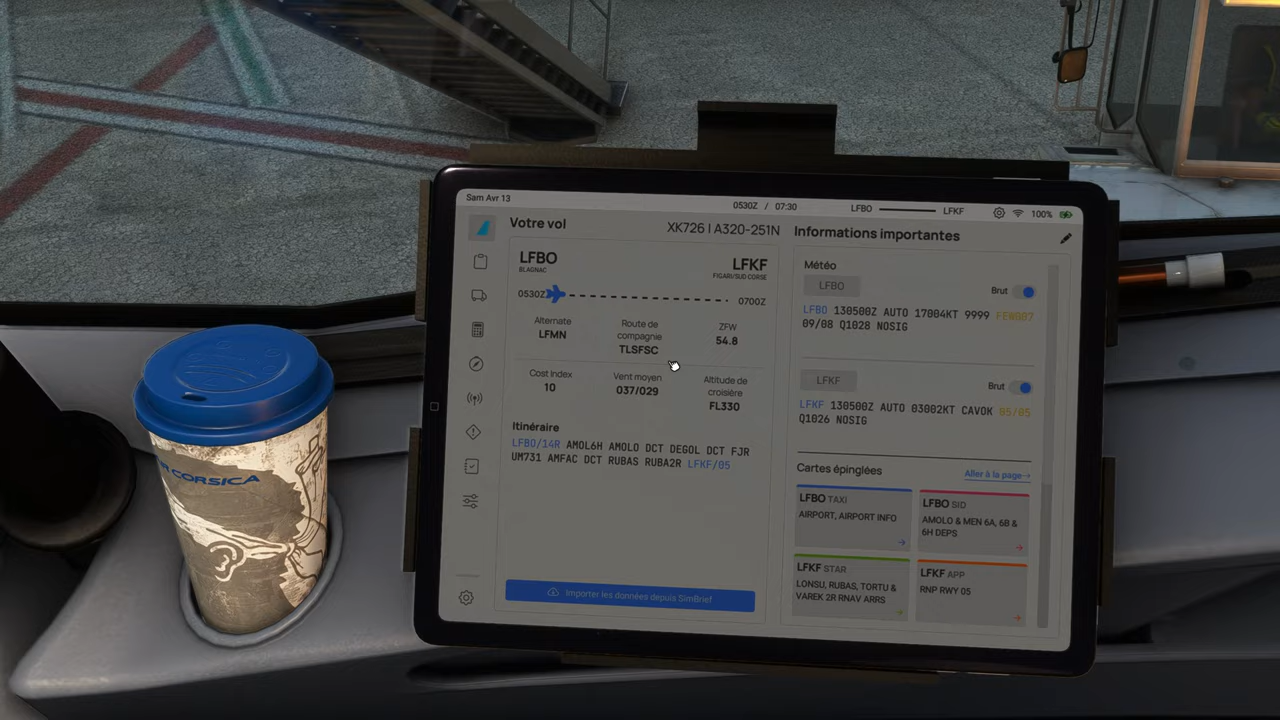 Sam Avr 13
0530Z / 07:30
LFBO
LFKF
100%
Votre vol
XK726 | A320-251N
LFBO
BLAGNAC
LFKF
FIGARI/SUD CORSE
0530Z
0700Z
Alternate
LFMN
Route de
compagnie
TLSFSC
ZFW
54.8
Cost Index
10
Vent moyen
037/029
Altitude de
croisière
FL330
Itinéraire
LFBO/14R AMOL6H AMOLO DCT DEGOL DCT FJR
UM731 AMFAC DCT RUBAS RUBA2R LFKF/05
Importer les données depuis SimBrief
Informations importantes
Météo
LFBO
Brut
LFBO 130500Z AUTO 17004KT 9999 FEW007
09/08 Q1028 NOSIG
LFKF
Brut
LFKF 130500Z AUTO 03002KT CAVOK 05/05
Q1026 NOSIG
Cartes épinglées
Aller à la page→
LFBO TAXI
AIRPORT, AIRPORT INFO
LFBO SID
AMOLO & MEN 6A, 6B &
6H DEPS
LFKF STAR
LONSU, RUBAS, TORTU &
VAREK 2R RNAV ARRS
LFKF APP
RNP RWY 05
CORSICA